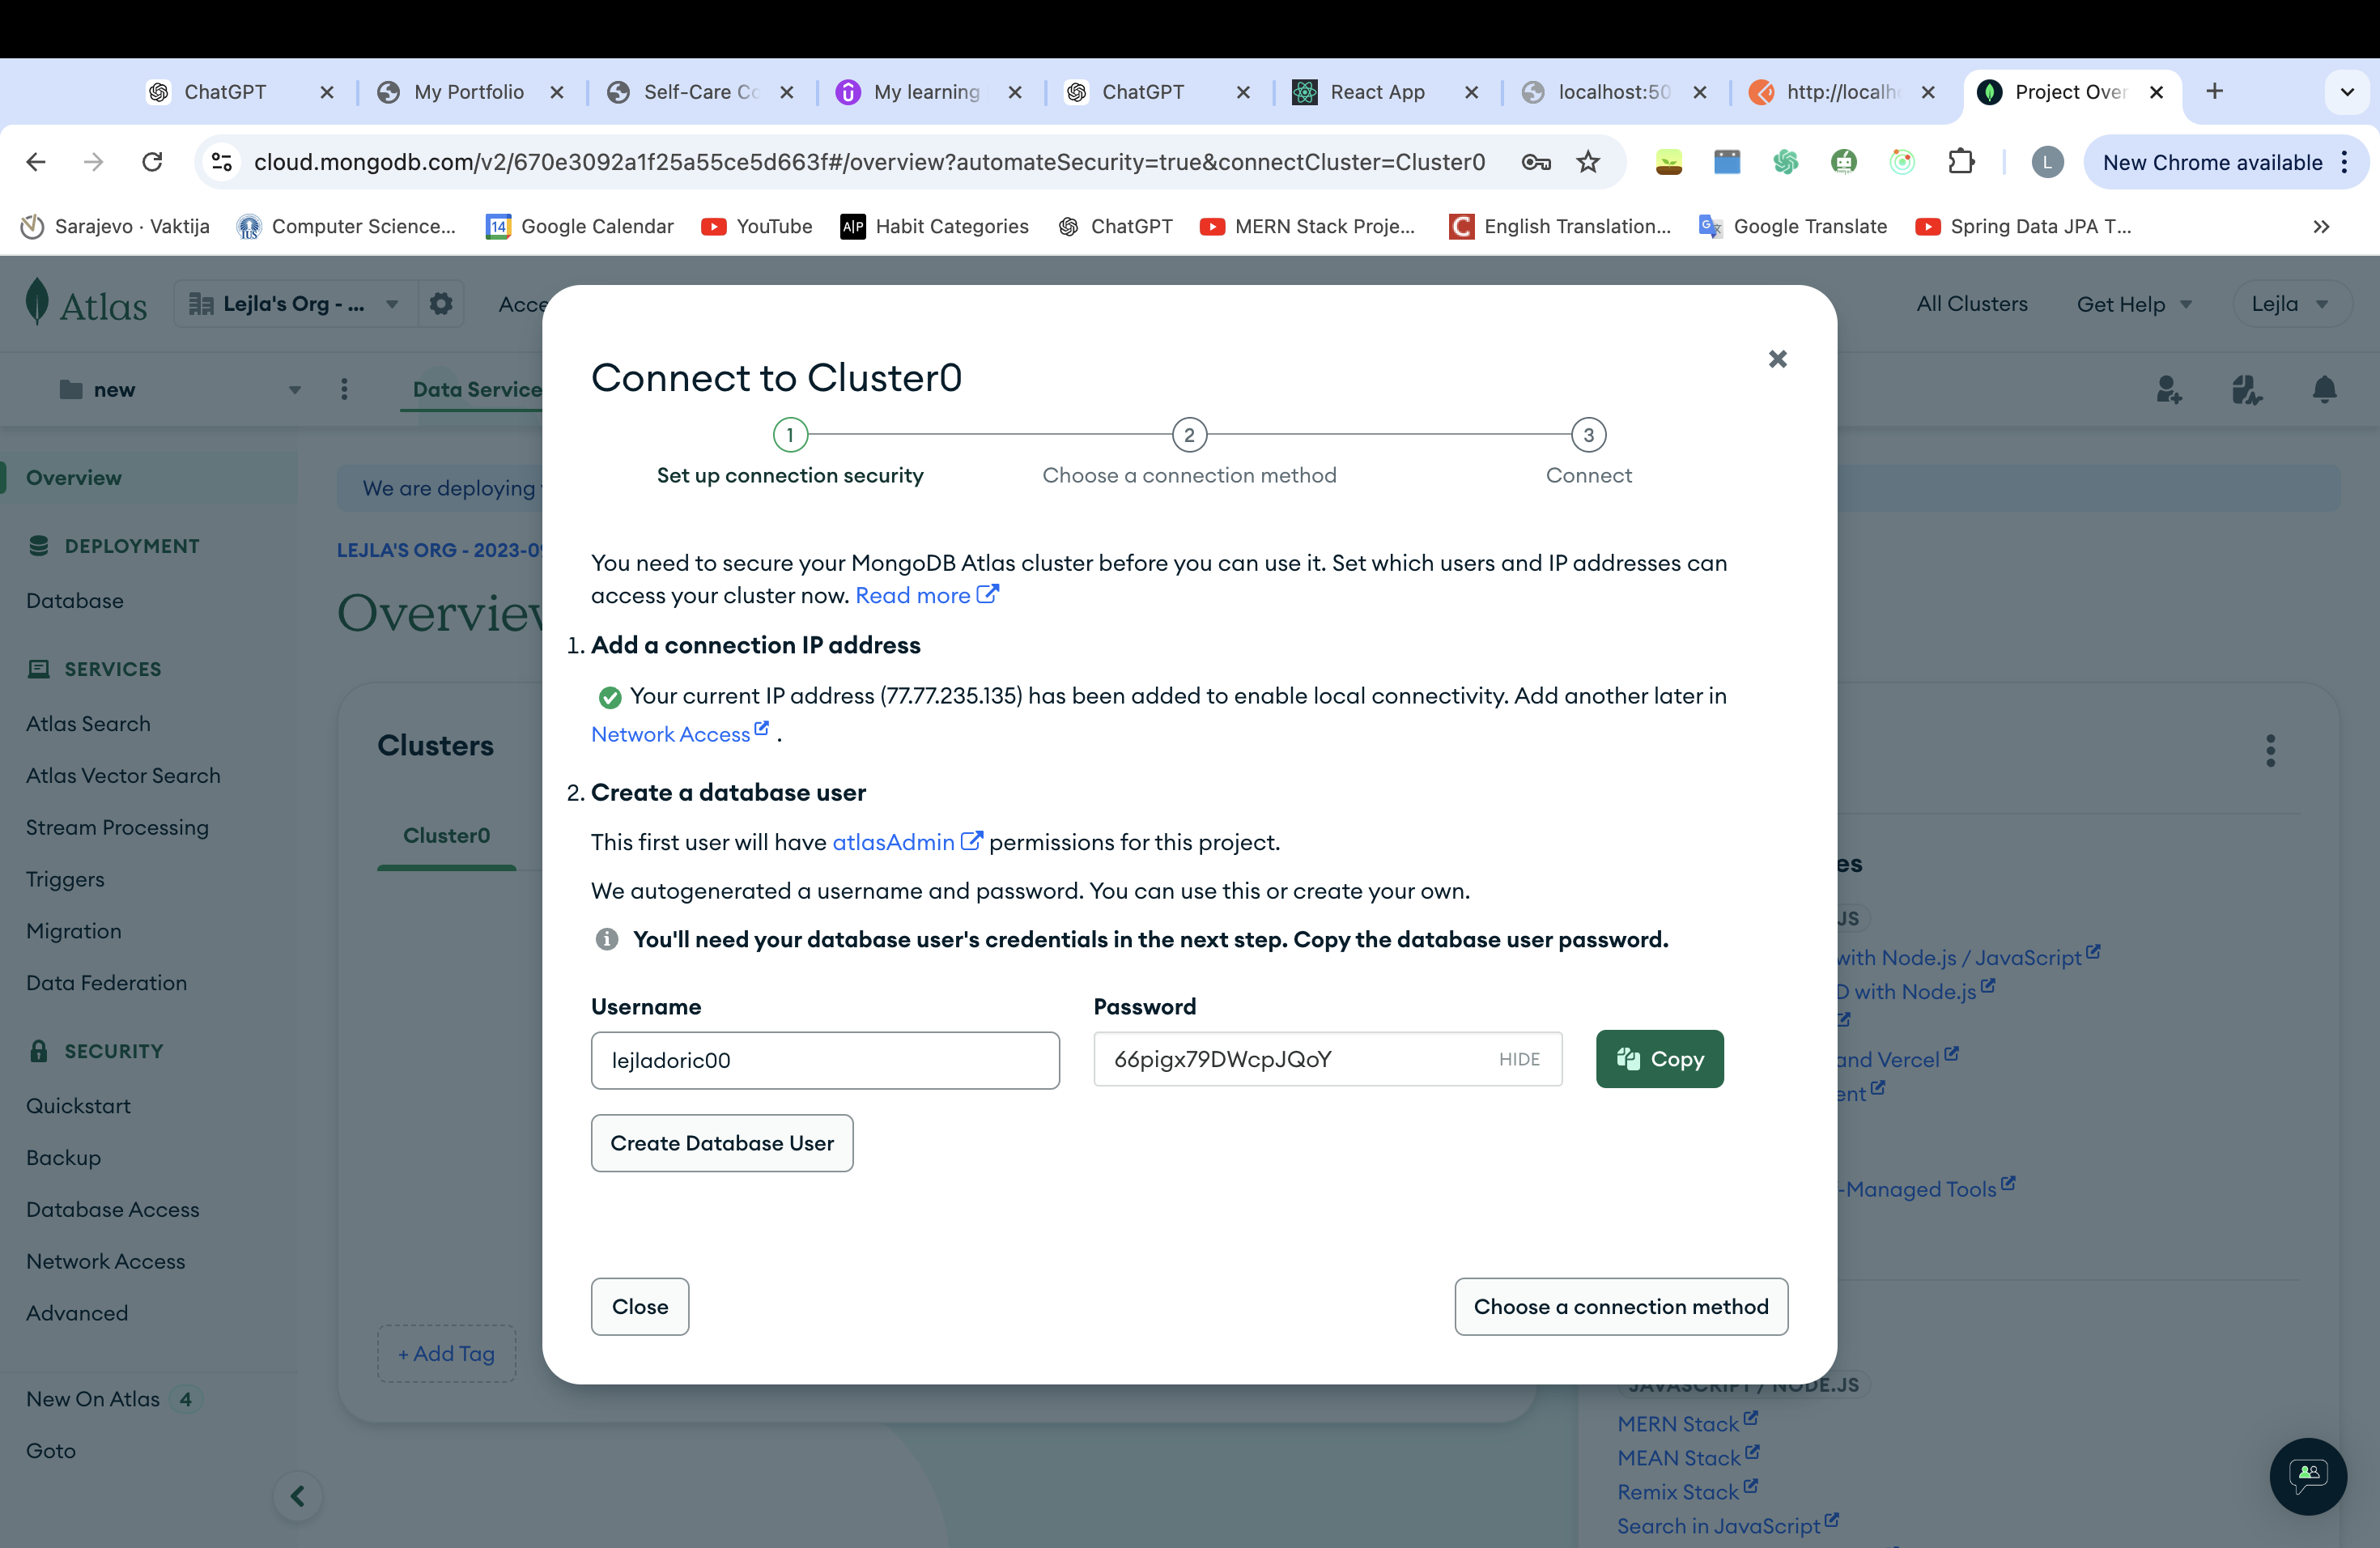 ChatGPT
My Portfolio
Self-Care Co
My learning
ChatGPT
React App
localhost:50
http://localh
Project Over
cloud.mongodb.com/v2/670e3092a1f25a55ce5d663f#/overview?automateSecurity=true&connectCluster=Cluster0
L
New Chrome available
Sarajevo · Vaktija
IUS
Computer Science...
14
Google Calendar
YouTube
A|P
Habit Categories
ChatGPT
MERN Stack Proje...
C
English Translation...
Google Translate
Spring Data JPA T...
Atlas
Lejla's Org - ...
Acce
All Clusters
Get Help
Lejla
new
Data Service
Overview
DEPLOYMENT
Database
SERVICES
Atlas Search
Atlas Vector Search
Stream Processing
Triggers
Migration
Data Federation
SECURITY
Quickstart
Backup
Database Access
Network Access
Advanced
New On Atlas 4
Goto
We are deploying
LEJLA'S ORG - 2023-09
Overview
Clusters
Cluster0
+ Add Tag
Connect to Cluster0
1
2
3
Set up connection security
Choose a connection method
Connect
You need to secure your MongoDB Atlas cluster before you can use it. Set which users and IP addresses can
access your cluster now. Read more
1. Add a connection IP address
Your current IP address (77.77.235.135) has been added to enable local connectivity. Add another later in
Network Access .
2. Create a database user
This first user will have atlasAdmin permissions for this project.
We autogenerated a username and password. You can use this or create your own.
You'll need your database user's credentials in the next step. Copy the database user password.
Username
Password
lejladoric00
66pigx79DWcpJQoY
HIDE
Copy
Create Database User
Close
Choose a connection method
es
JS
with Node.js / JavaScript
D with Node.js
and Vercel
ent
-Managed Tools
JAVASCRIPT / NODE.JS
MERN Stack
MEAN Stack
Remix Stack
Search in JavaScript